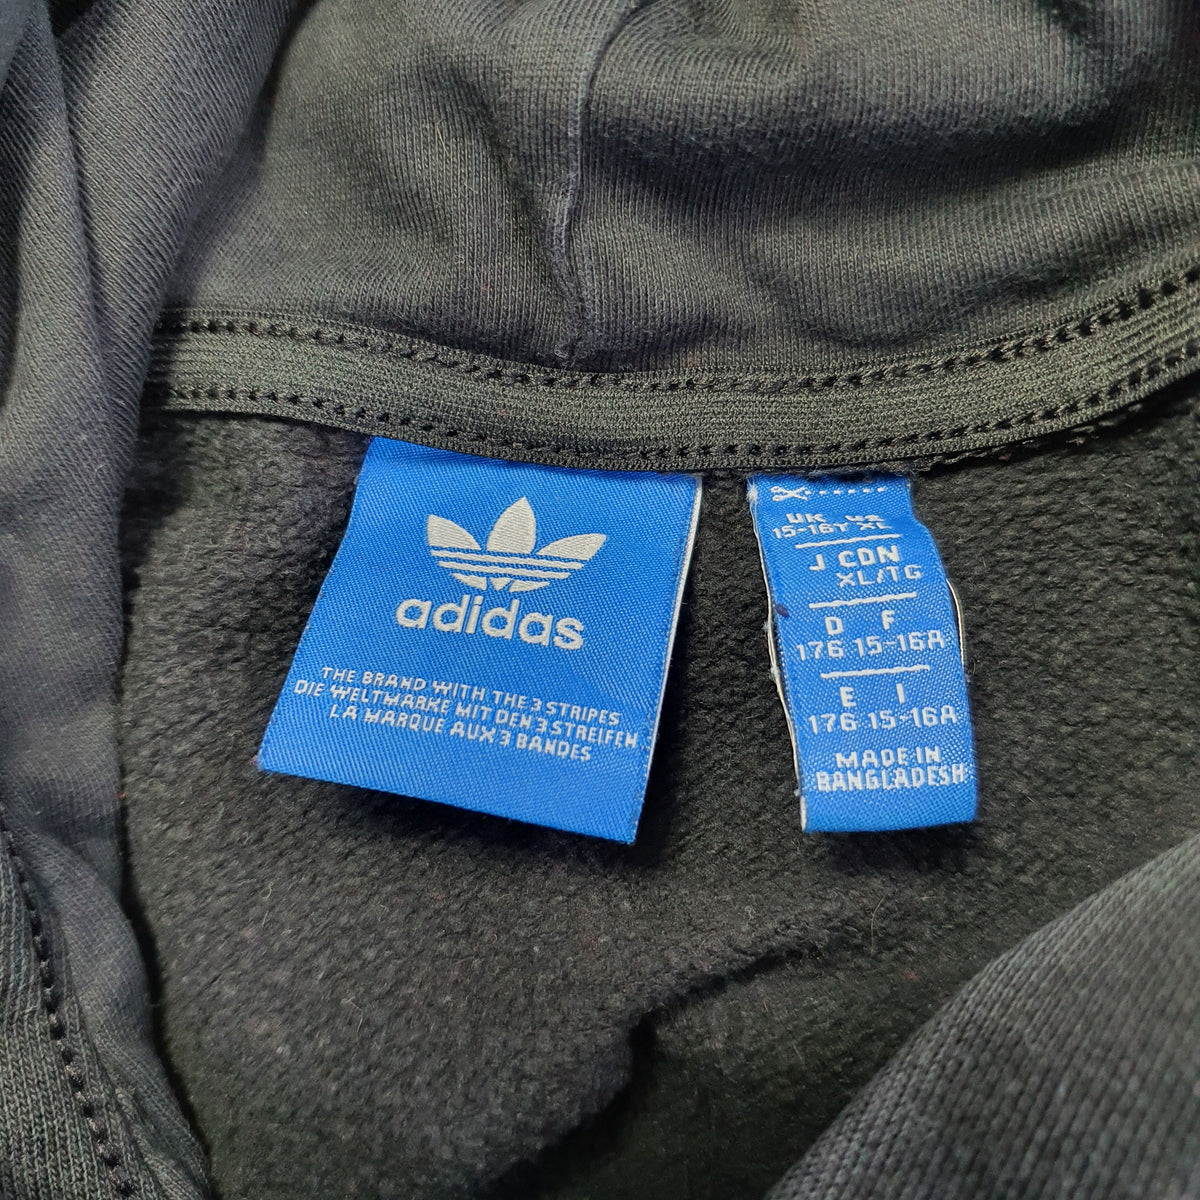 adidas
THE BRAND WITH THE 3 STRIPES
DIE WELTMARKE MIT DEN 3 STREIFEN
LA MARQUE AUX 3 BANDES
UK US
15-16Y XL
J CDN
XL/TG
D F
176 15-16A
E I
176 15-16A
MADE IN
BANGLADESH